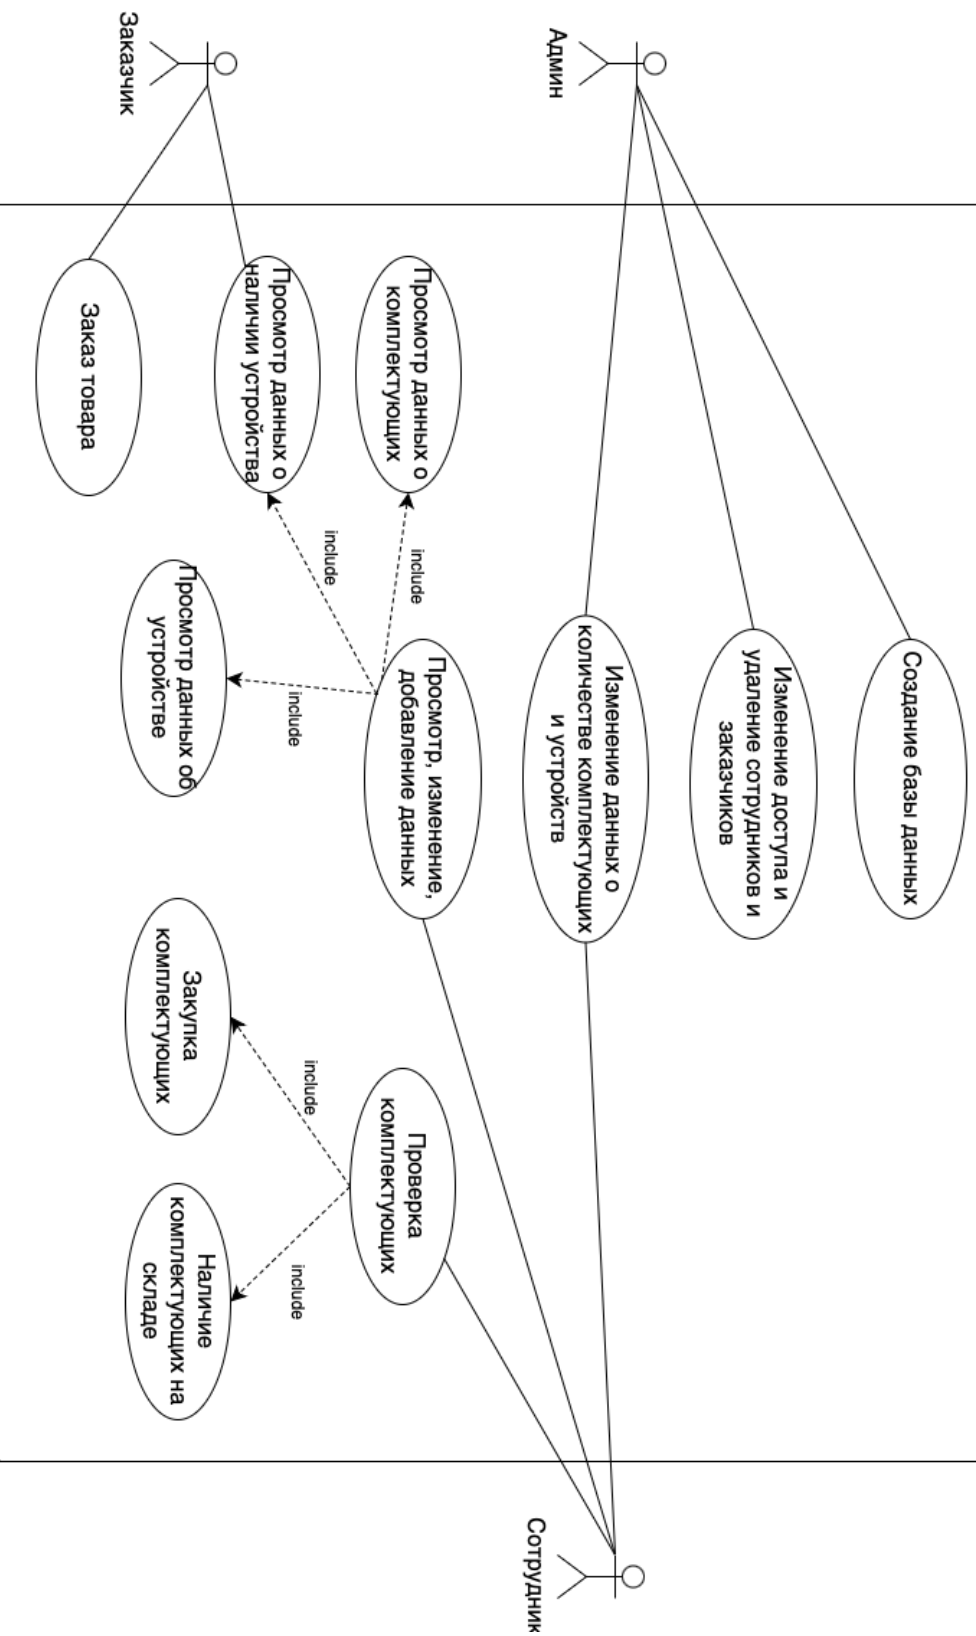 Создание базы данных
Изменение доступа и
удаление сотрудников и
заказчиков
Админ
Изменение данных о
количестве комплектующих
и устройств
Сотрудник
Просмотр данных о
комплектующих
include
Просмотр, изменение,
добавление данных
Проверка
комплектующих
Просмотр данных о
наличии устройства
include
include
Просмотр данных об
устройстве
include
Закупка
комплектующих
include
Наличие
комплектующих на
складе
Заказчик
Заказ товара